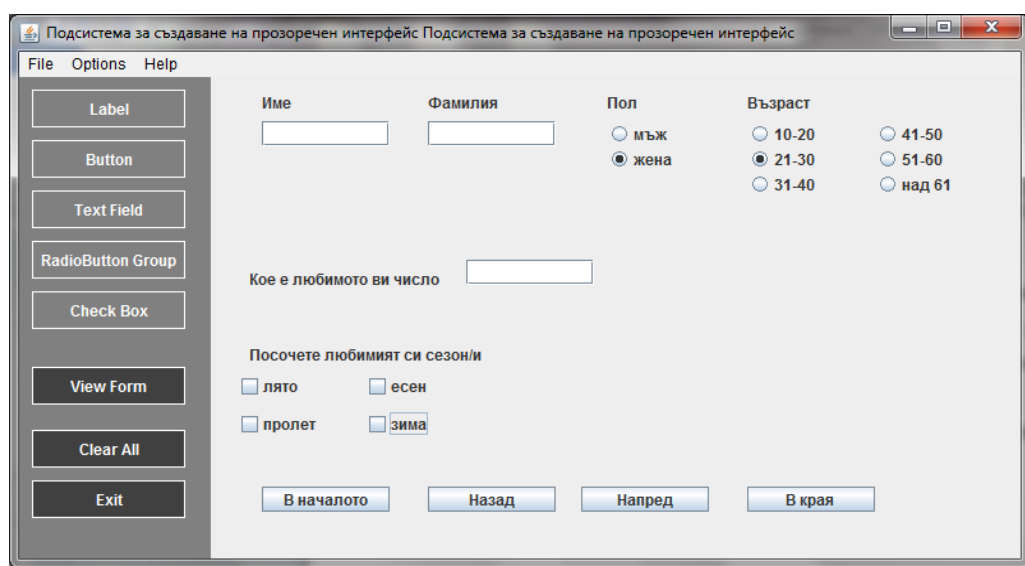 Подсистема за създаване на прозоречен интерфейс Подсистема за създаване на прозоречен интерфейс
File Options Help
Label
Button
Text Field
RadioButton Group
Check Box
View Form
Clear All
Exit
Име Фамилия Пол Възраст
мъж 10-20 41-50
жена 21-30 51-60
31-40 над 61
Кое е любимото ви число
Посочете любимият си сезон/и
лято есен
пролет зима
В началото Назад Напред В края